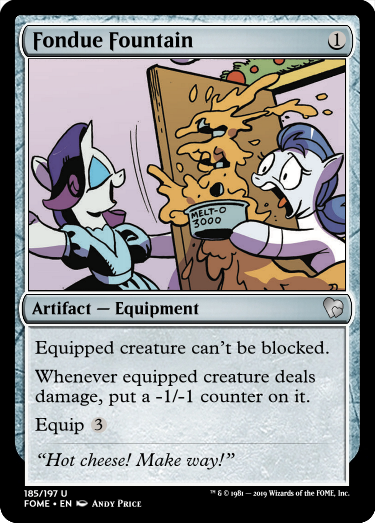 Fondue Fountain 1
MELT-O
3000
Artifact — Equipment
Equipped creature can't be blocked.
Whenever equipped creature deals
damage, put a -1/-1 counter on it.
Equip 3
“Hot cheese! Make way!”
185/197 U
FOME • EN ANDY PRICE
™ & © 1981 — 2019 Wizards of the FOME, Inc.